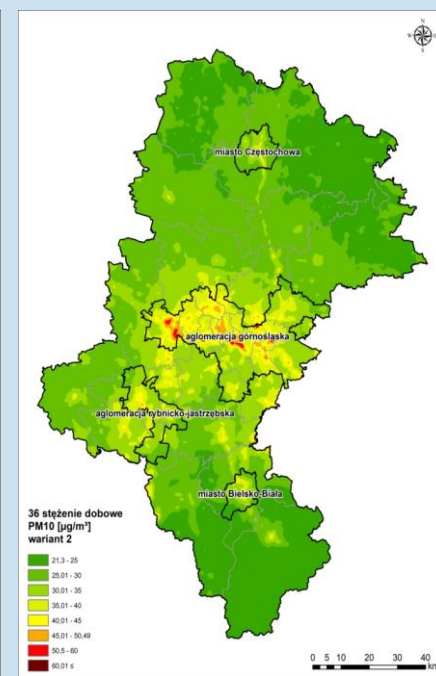 N
W E
S
miasto Częstochowa
aglomeracja górnośląska
aglomeracja rybnicko-jastrzębska
miasto Bielsko-Biała
36 stężenie dobowe
PM10 [µg/m³]
wariant 2
21,3 - 25
25,01 - 30
30,01 - 35
35,01 - 40
40,01 - 45
45,01 - 50,49
50,5 - 60
60,01 ≤
0 5 10 20 30 40
km